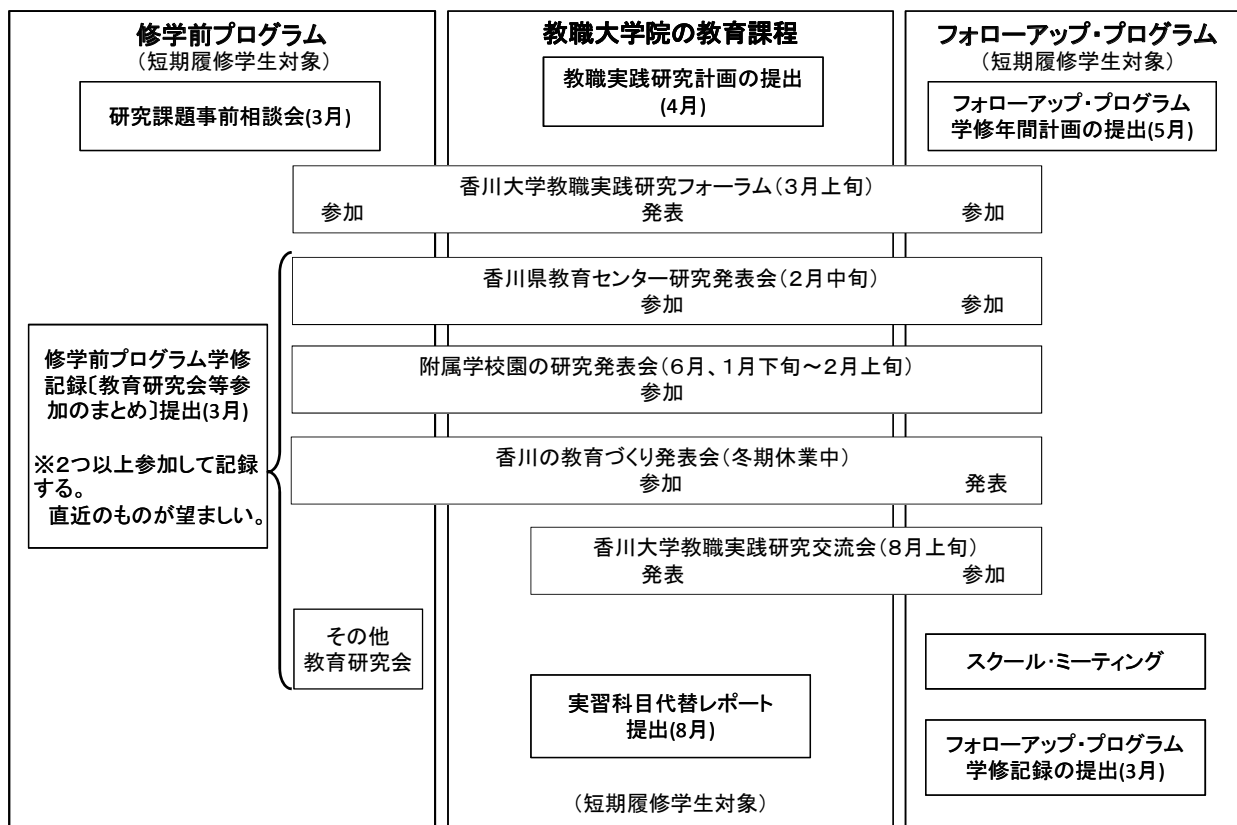 修学前プログラム
(短期履修学生対象)
研究課題事前相談会(3月)
教職大学院の教育課程
教職実践研究計画の提出
(4月)
フォローアップ・プログラム
(短期履修学生対象)
フォローアップ・プログラム
学修年間計画の提出(5月)
香川大学教職実践研究フォーラム(3月上旬)
参加 発表 参加
香川県教育センター研究発表会(2月中旬)
参加 参加
附属学校園の研究発表会(6月、1月下旬~2月上旬)
参加
香川の教育づくり発表会(冬期休業中)
参加 発表
香川大学教職実践研究交流会(8月上旬)
発表 参加
修学前プログラム学修
記録〔教育研究会等参
加のまとめ〕提出(3月)
※2つ以上参加して記録
する。
直近のものが望ましい。
その他
教育研究会
実習科目代替レポート
提出(8月)
(短期履修学生対象)
スクール・ミーティング
フォローアップ・プログラム
学修記録の提出(3月)